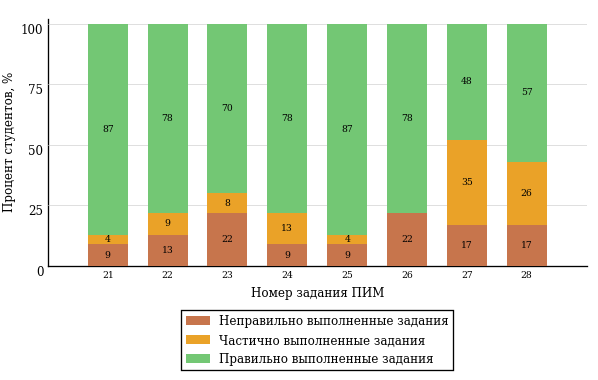 Процент студентов, %
100
75
50
25
0
87 78 70 78 87 78 48 57
4 9 8 13 4 35 26
9 13 22 9 9 22 17 17
21 22 23 24 25 26 27 28
Номер задания ПИМ
Неправильно выполненные задания
Частично выполненные задания
Правильно выполненные задания